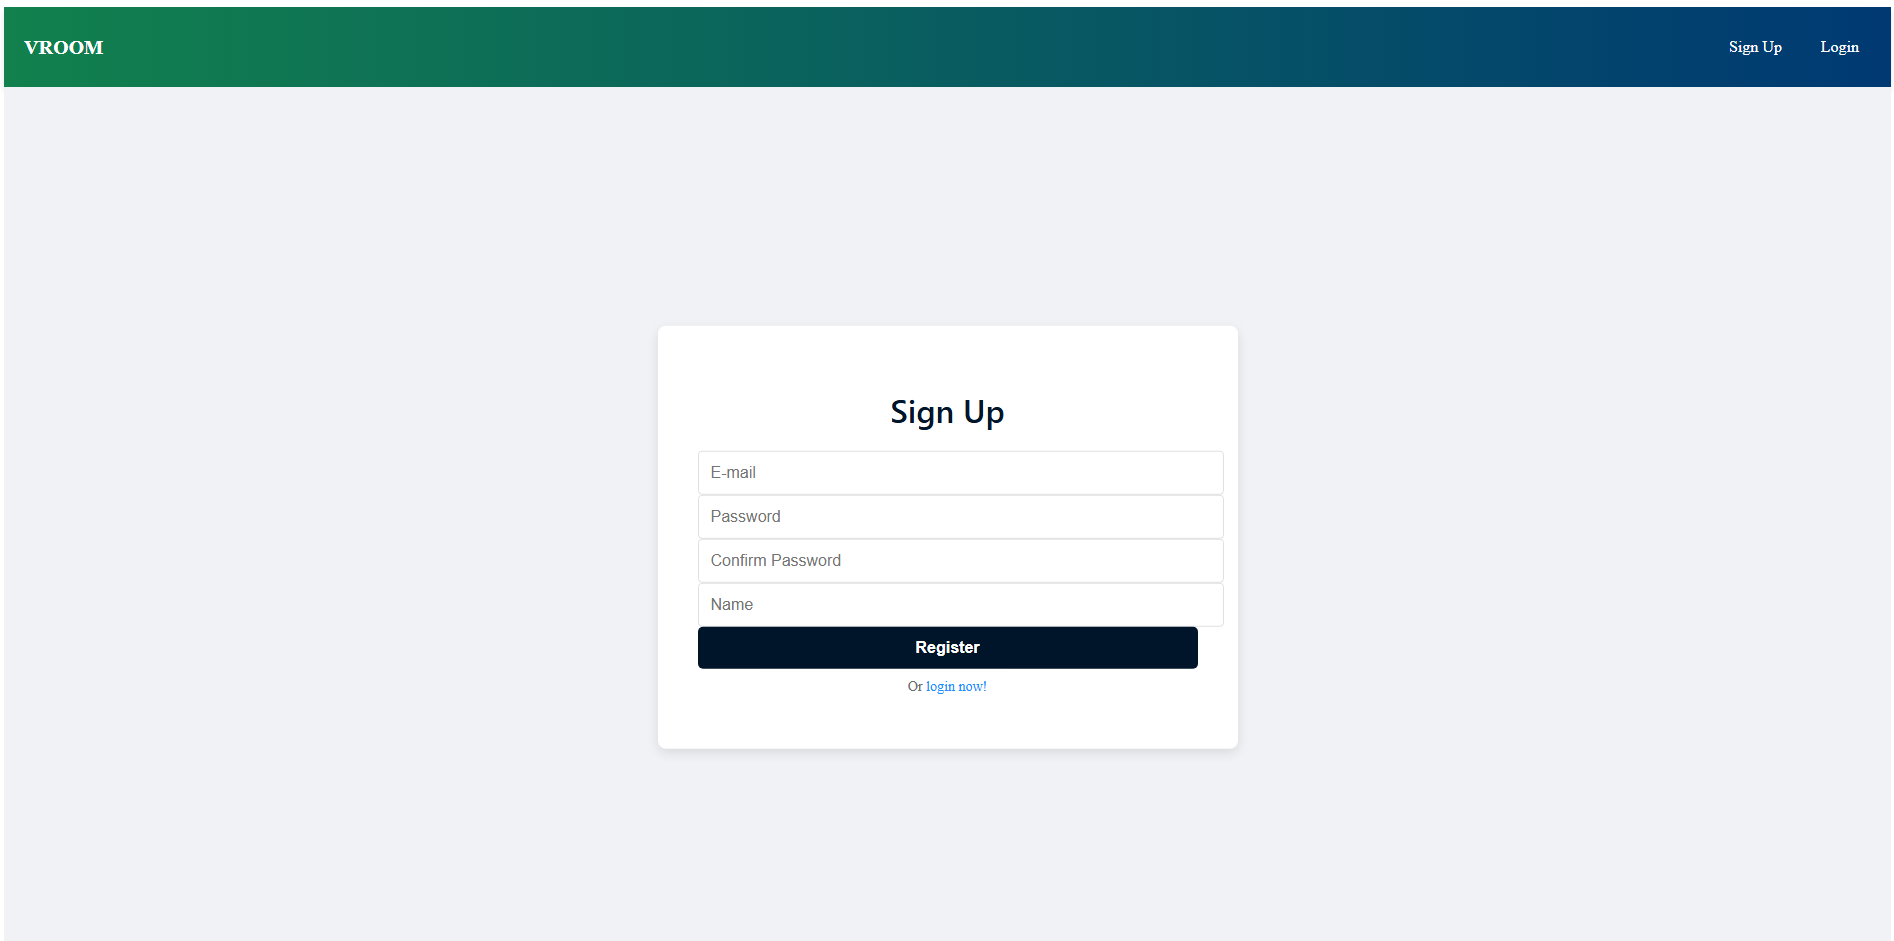 VROOM
Sign Up
Login
Sign Up
E-mail
Password
Confirm Password
Name
Register
Or login now!